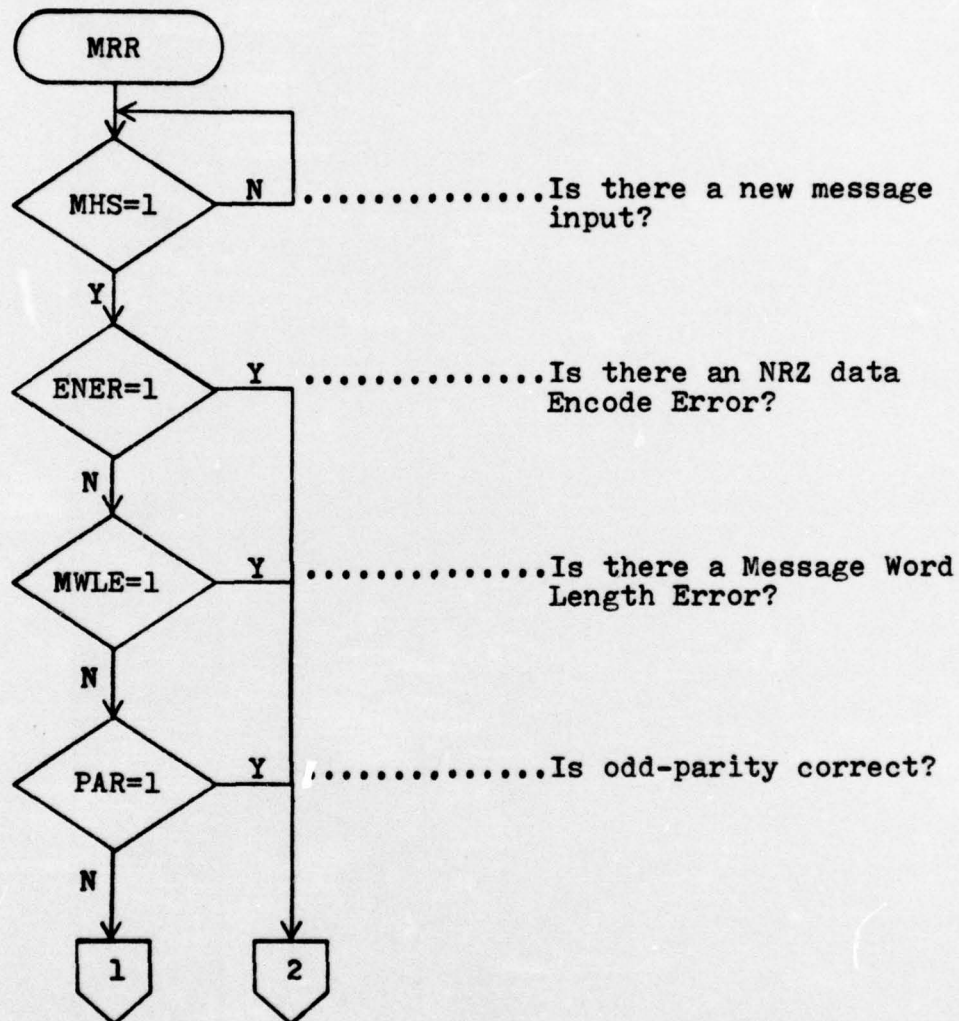 MRR
MHS=1
N
Is there a new message
input?
Y
ENER=1
Y
Is there an NRZ data
Encode Error?
N
MWLE=1
Y
Is there a Message Word
Length Error?
N
PAR=1
Y
Is odd-parity correct?
N
1
2